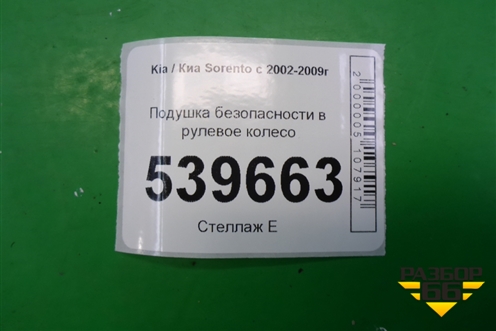 Kia / Киа Sorento с 2002-2009г
Подушка безопасности в
рулевое колесо
539663
Стеллаж Е
2000005107917
РАЗБОР
66